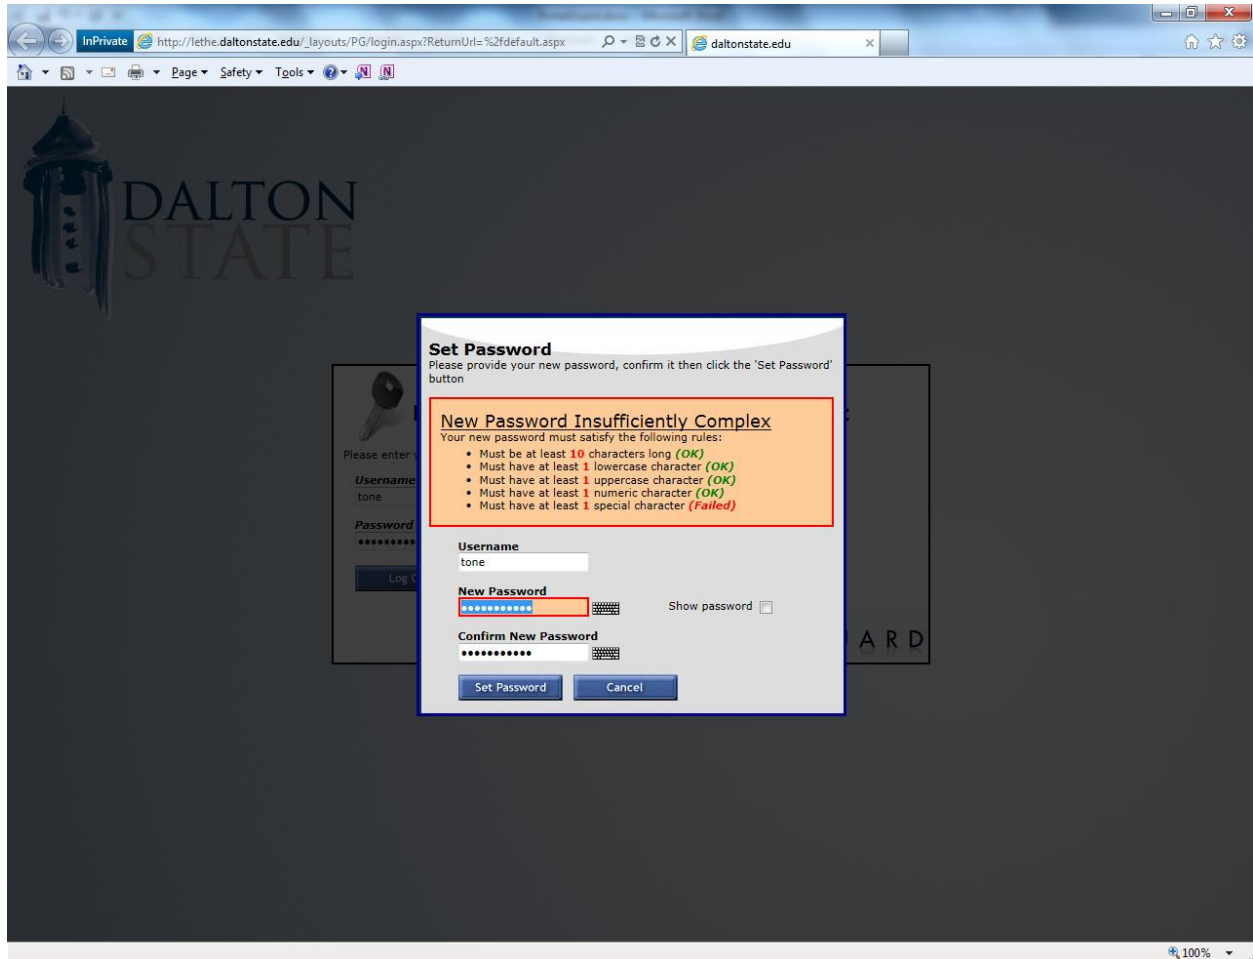 InPrivate
http://lethe.daltonstate.edu/_layouts/PG/login.aspx?ReturnUrl=%2fdefault.aspx
daltonstate.edu
Page Safety Tools
DALTON
STATE
Set Password
Please provide your new password, confirm it then click the 'Set Password'
button
New Password Insufficiently Complex
Your new password must satisfy the following rules:
• Must be at least 10 characters long (OK)
• Must have at least 1 lowercase character (OK)
• Must have at least 1 uppercase character (OK)
• Must have at least 1 numeric character (OK)
• Must have at least 1 special character (Failed)
Please enter
Username
tone
Password
Log
Username
tone
New Password
Show password
Confirm New Password
Set Password Cancel
ARD
100%